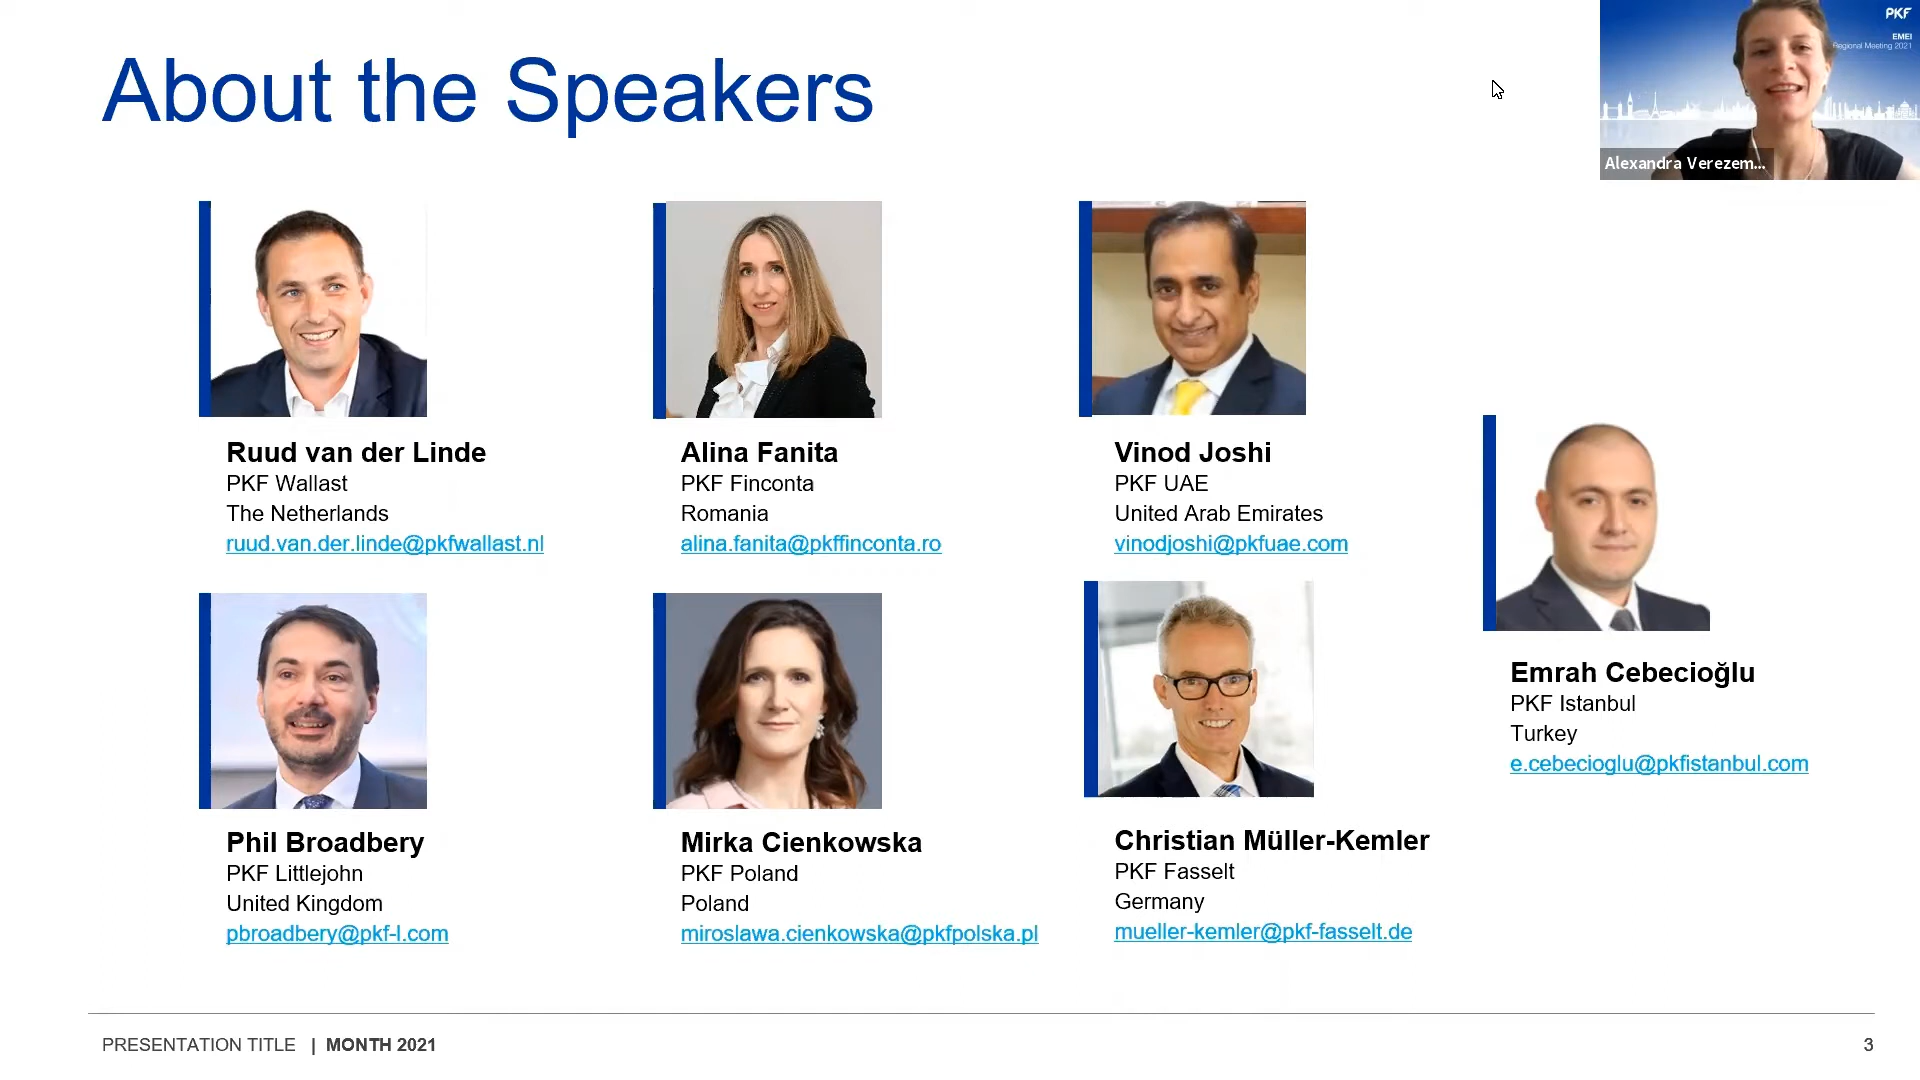 About the Speakers
PKF
EMEI
Regional Meeting 2021
Alexandra Verezem...
Ruud van der Linde
PKF Wallast
The Netherlands
ruud.van.der.linde@pkfwallast.nl
Alina Fanita
PKF Finconta
Romania
alina.fanita@pkffinconta.ro
Vinod Joshi
PKF UAE
United Arab Emirates
vinodjoshi@pkfuae.com
Emrah Cebecioğlu
PKF Istanbul
Turkey
e.cebecioglu@pkfistanbul.com
Phil Broadbery
PKF Littlejohn
United Kingdom
pbroadbery@pkf-l.com
Mirka Cienkowska
PKF Poland
Poland
miroslawa.cienkowska@pkfpolska.pl
Christian Müller-Kemler
PKF Fasselt
Germany
mueller-kemler@pkf-fasselt.de
PRESENTATION TITLE | MONTH 2021
3